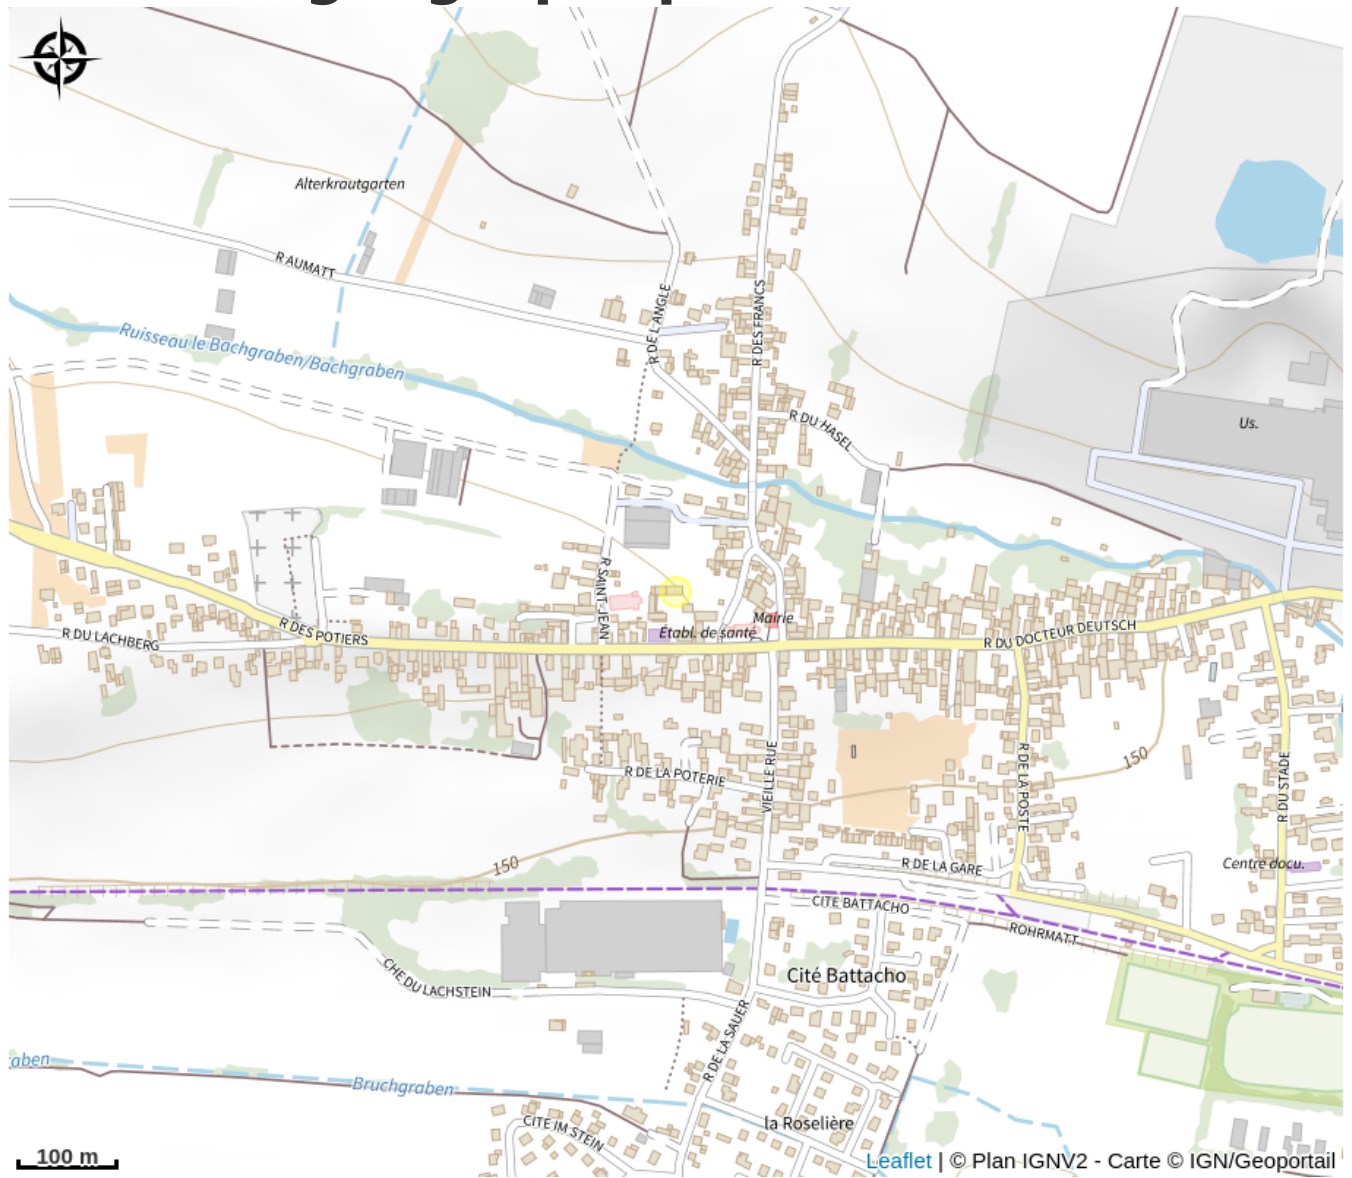 Alterkrautgarten
R AUMATT
R DE L'ANGLE
R DES FRANCS
Ruisseau le Bachgraben/Bachgraben
R DU HASEL
Us.
R SAINT-JEAN
Mairie
Établ. de santé
R DU LACHBERG
R DES POTIERS
R DU DOCTEUR DEUTSCH
R DE LA POTERIE
VIEILLE RUE
R DE LA POSTE
150
R DU STADE
150
R DE LA GARE
Centre docu.
CITE BATTACHO
ROHRMATT
Cité Battacho
CHE DU LACHSTEIN
R DE LA SAUER
aben
Bruchgraben
CITE IM STEIN
la Roselière
100 m
Leaflet | © Plan IGNV2 - Carte © IGN/Geoportail